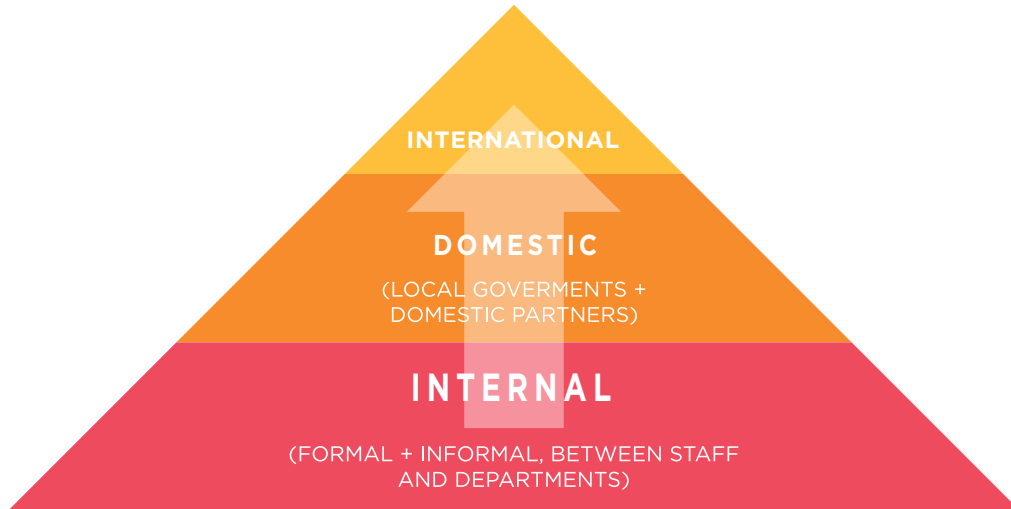 INTERNATIONAL
DOMESTIC
(LOCAL GOVERMENTS +
DOMESTIC PARTNERS)
INTERNAL
(FORMAL + INFORMAL, BETWEEN STAFF
AND DEPARTMENTS)